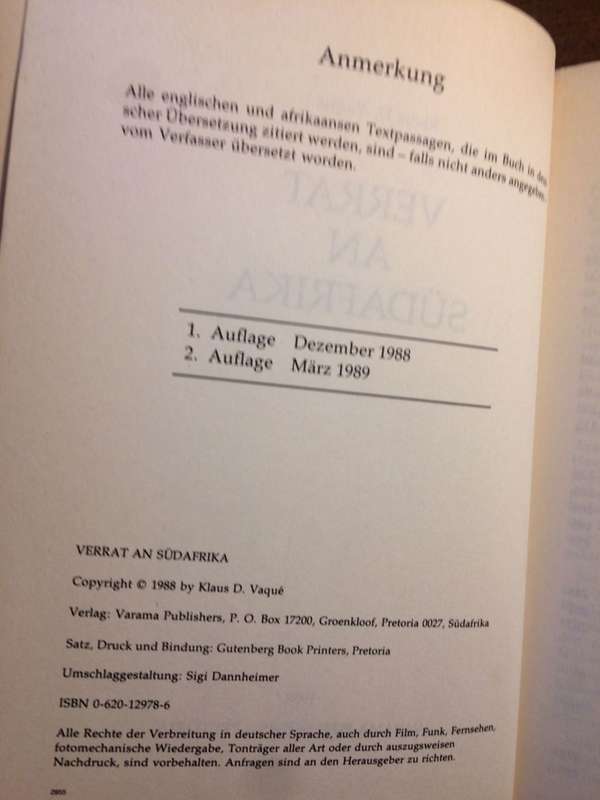 Anmerkung
Alle englischen und afrikaansen Textpassagen, die im Buch in deut
scher Übersetzung zitiert werden, sind – falls nicht anders angegeben,
vom Verfasser übersetzt worden.
VERRAT
AN
SÜDAFRIKA
1. Auflage Dezember 1988
2. Auflage März 1989
VERRAT AN SÜDAFRIKA
Copyright © 1988 by Klaus D. Vaqué
Verlag: Varama Publishers, P. O. Box 17200, Groenkloof, Pretoria 0027, Südafrika
Satz, Druck und Bindung: Gutenberg Book Printers, Pretoria
Umschlaggestaltung: Sigi Dannheimer
ISBN 0-620-12978-6
Alle Rechte der Verbreitung in deutscher Sprache, auch durch Film, Funk, Fernsehen,
fotomechanische Wiedergabe, Tonträger aller Art oder durch auszugsweisen
Nachdruck, sind vorbehalten. Anfragen sind an den Herausgeber zu richten.
2955